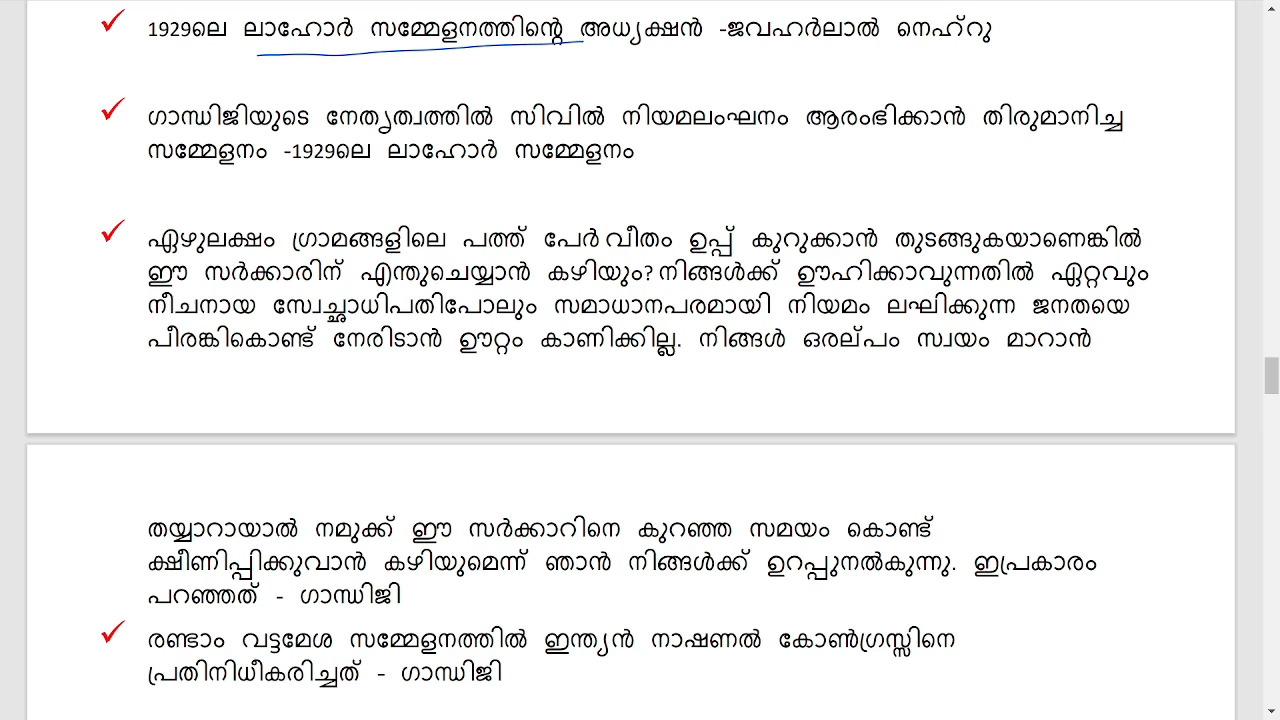 1929ലെ ലാഹോർ സമ്മേളനത്തിന്റെ അധ്യക്ഷൻ -ജവഹർലാൽ നെഹ്റു
ഗാന്ധിജിയുടെ നേതൃത്വത്തിൽ സിവിൽ നിയമലംഘനം ആരംഭിക്കാൻ തിരുമാനിച്ച
സമ്മേളനം -1929ലെ ലാഹോർ സമ്മേളനം
ഏഴുലക്ഷം ഗ്രാമങ്ങളിലെ പത്ത് പേർ വീതം ഉപ്പ് കുറുക്കാൻ തുടങ്ങുകയാണെങ്കിൽ
ഈ സർക്കാരിന് എന്തുചെയ്യാൻ കഴിയും? നിങ്ങൾക്ക് ഊഹിക്കാവുന്നതിൽ ഏറ്റവും
നീചനായ സ്വേച്ഛാധിപതിപോലും സമാധാനപരമായി നിയമം ലഘിക്കുന്ന ജനതയെ
പീരങ്കികൊണ്ട് നേരിടാൻ ഊറ്റം കാണിക്കില്ല. നിങ്ങൾ ഒരല്പം സ്വയം മാറാൻ
തയ്യാറായാൽ നമുക്ക് ഈ സർക്കാറിനെ കുറഞ്ഞ സമയം കൊണ്ട്
ക്ഷീണിപ്പിക്കുവാൻ കഴിയുമെന്ന് ഞാൻ നിങ്ങൾക്ക് ഉറപ്പുനൽകുന്നു. ഇപ്രകാരം
പറഞ്ഞത് - ഗാന്ധിജി
രണ്ടാം വട്ടമേശ സമ്മേളനത്തിൽ ഇന്ത്യൻ നാഷണൽ കോൺഗ്രസ്സിനെ
പ്രതിനിധീകരിച്ചത് - ഗാന്ധിജി